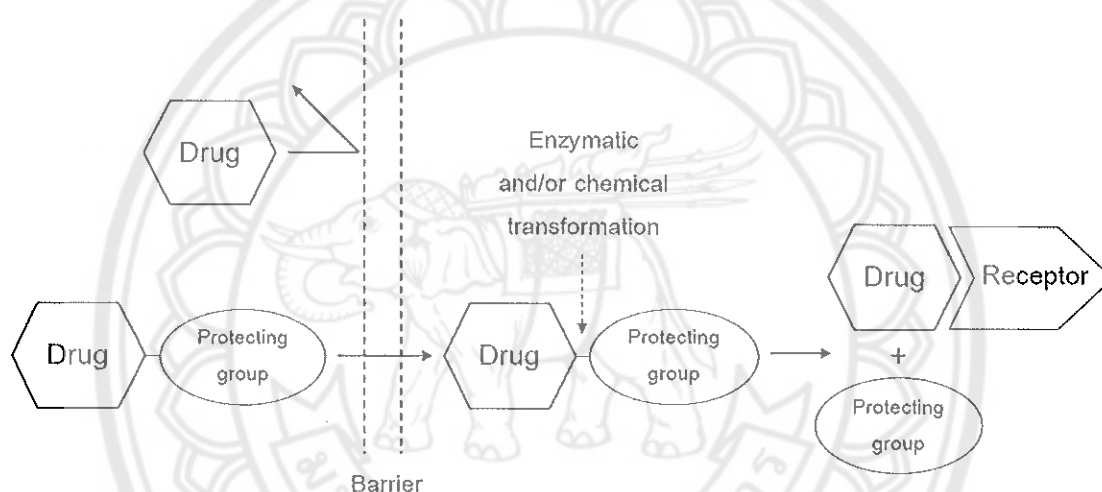 Drug
Enzymatic
and/or chemical
transformation
Drug
Receptor
Drug
Protecting
group
Drug
Protecting
group
+
Protecting
group
Barrier